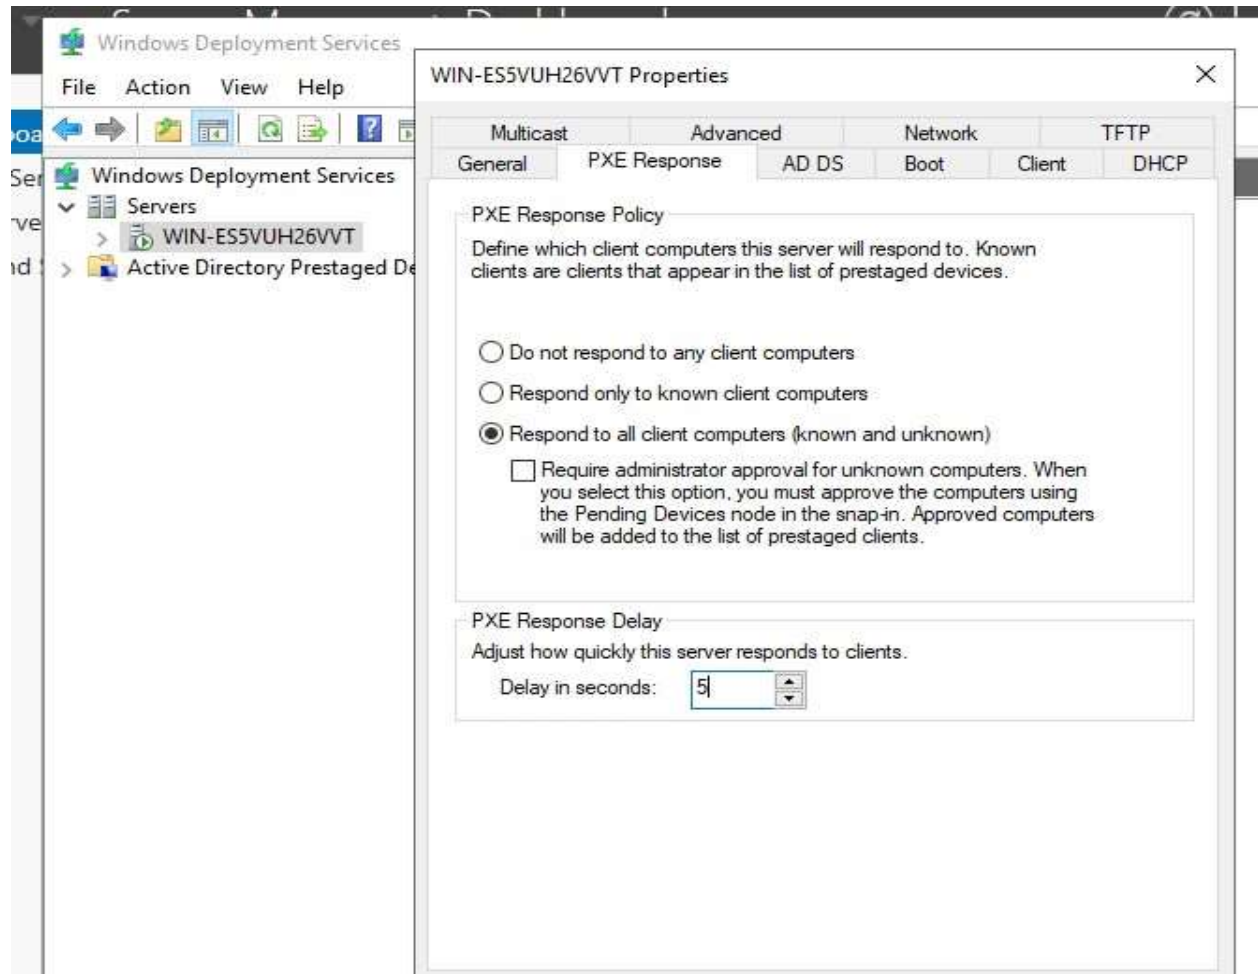 Windows Deployment Services
File Action View Help
Windows Deployment Services
Servers
WIN-ES5VUH26VVT
Active Directory Prestaged De
WIN-ES5VUH26VVT Properties
Multicast Advanced Network TFTP
General PXE Response AD DS Boot Client DHCP
PXE Response Policy
Define which client computers this server will respond to. Known
clients are clients that appear in the list of prestaged devices.
Do not respond to any client computers
Respond only to known client computers
Respond to all client computers (known and unknown)
Require administrator approval for unknown computers. When
you select this option, you must approve the computers using
the Pending Devices node in the snap-in. Approved computers
will be added to the list of prestaged clients.
PXE Response Delay
Adjust how quickly this server responds to clients.
Delay in seconds: 5